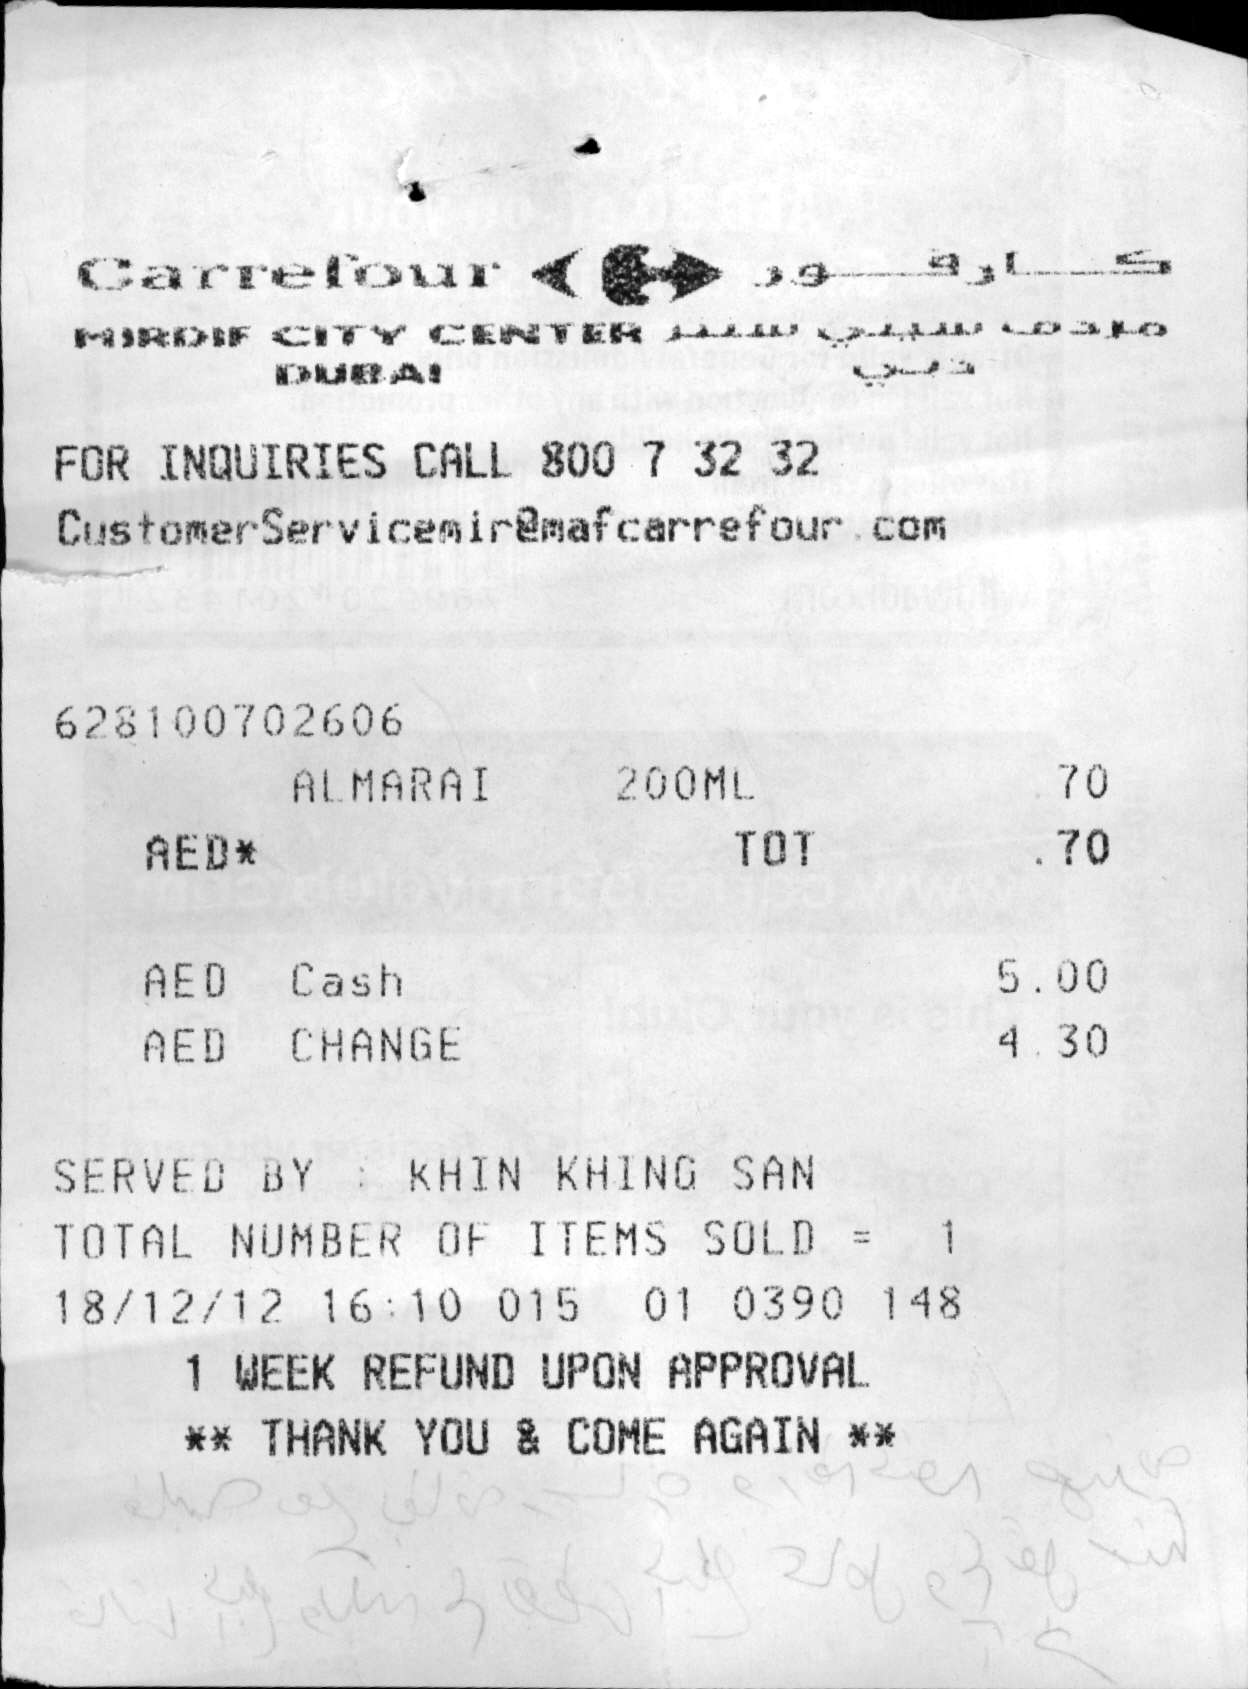 Carrefour كارفور
MIRDIF CITY CENTER مردف سيتي سنتر
DUBAI دبي
FOR INQUIRIES CALL 800 7 32 32
CustomerServicemir@mafcarrefour.com
628100702606
ALMARAI 200ML .70
AED* TOT .70
AED Cash 5.00
AED CHANGE 4.30
SERVED BY : KHIN KHING SAN
TOTAL NUMBER OF ITEMS SOLD = 1
18/12/12 16:10 015 01 0390 148
1 WEEK REFUND UPON APPROVAL
** THANK YOU & COME AGAIN **